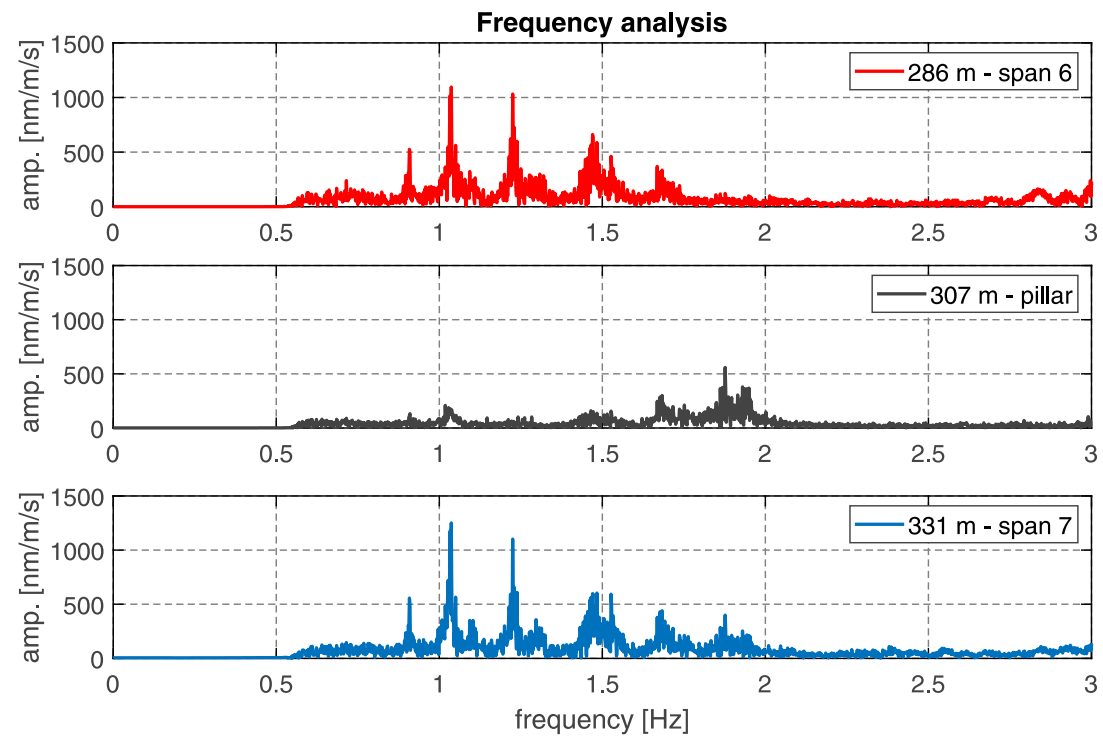 Frequency analysis
1500
1000
500
0
amp. [nm/m/s]
286 m - span 6
0 0.5 1 1.5 2 2.5 3
1500
1000
500
0
amp. [nm/m/s]
307 m - pillar
0 0.5 1 1.5 2 2.5 3
1500
1000
500
0
amp. [nm/m/s]
331 m - span 7
0 0.5 1 1.5 2 2.5 3
frequency [Hz]